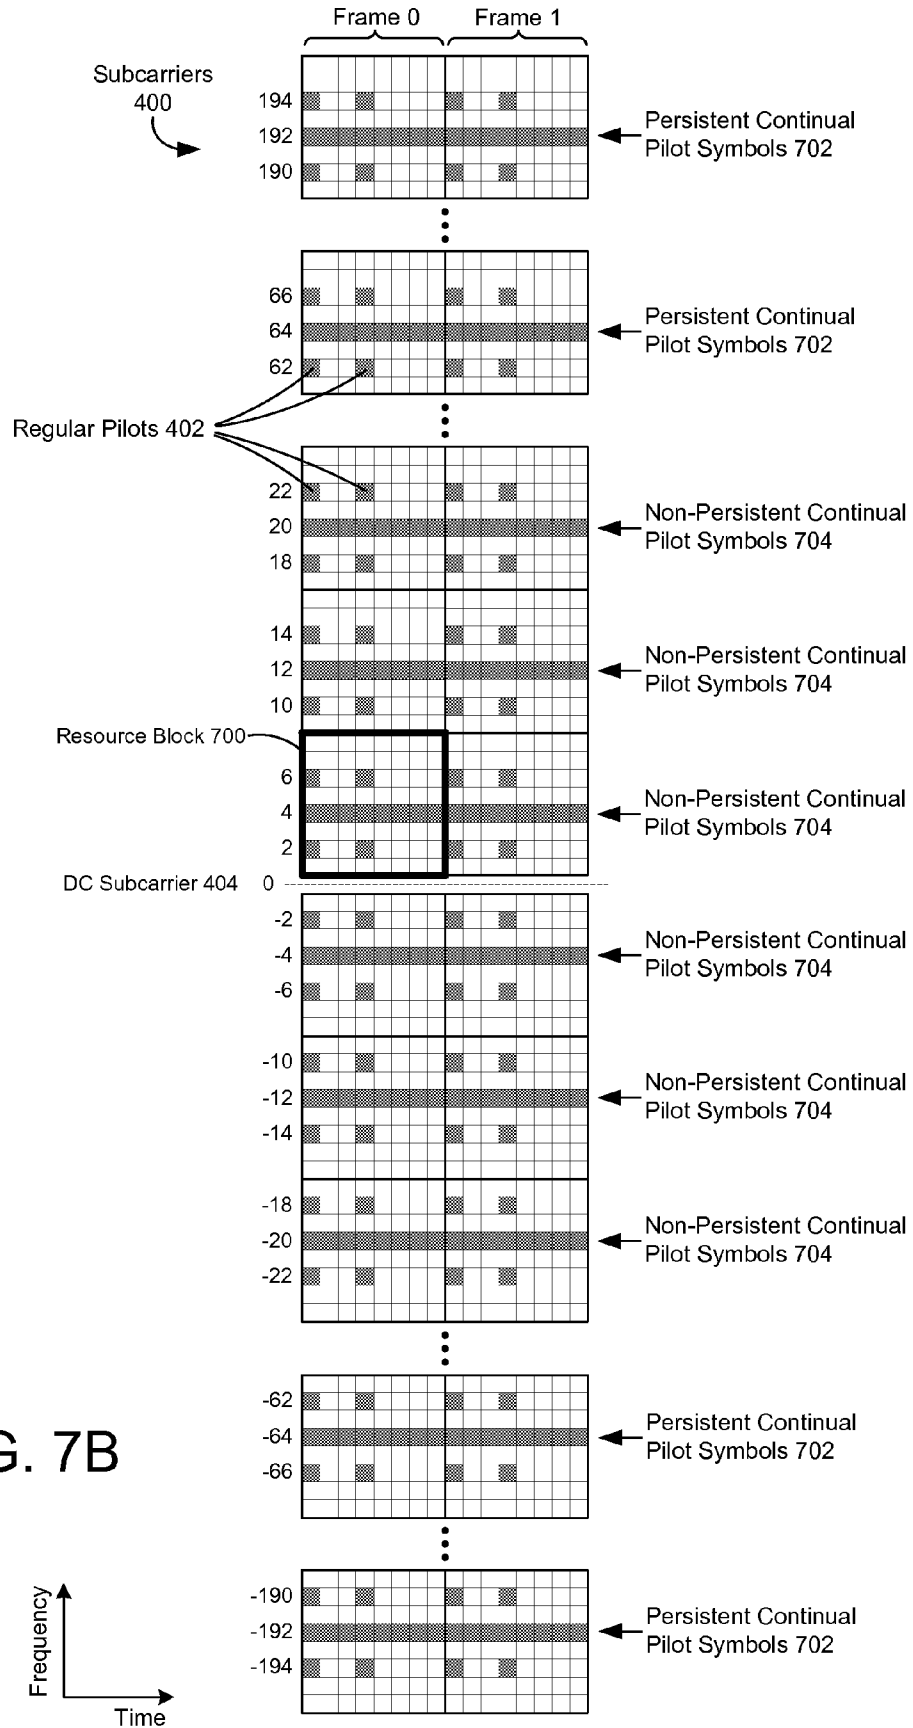 Frame 0 Frame 1
Subcarriers
400
194
192
190
Persistent Continual
Pilot Symbols 702
66
64
62
Persistent Continual
Pilot Symbols 702
Regular Pilots 402
22
20
18
Non-Persistent Continual
Pilot Symbols 704
14
12
10
Non-Persistent Continual
Pilot Symbols 704
Resource Block 700
6
4
2
Non-Persistent Continual
Pilot Symbols 704
DC Subcarrier 404 0
-2
-4
-6
Non-Persistent Continual
Pilot Symbols 704
-10
-12
-14
Non-Persistent Continual
Pilot Symbols 704
-18
-20
-22
Non-Persistent Continual
Pilot Symbols 704
-62
-64
-66
Persistent Continual
Pilot Symbols 702
G. 7B
-190
-192
-194
Persistent Continual
Pilot Symbols 702
Frequency
Time